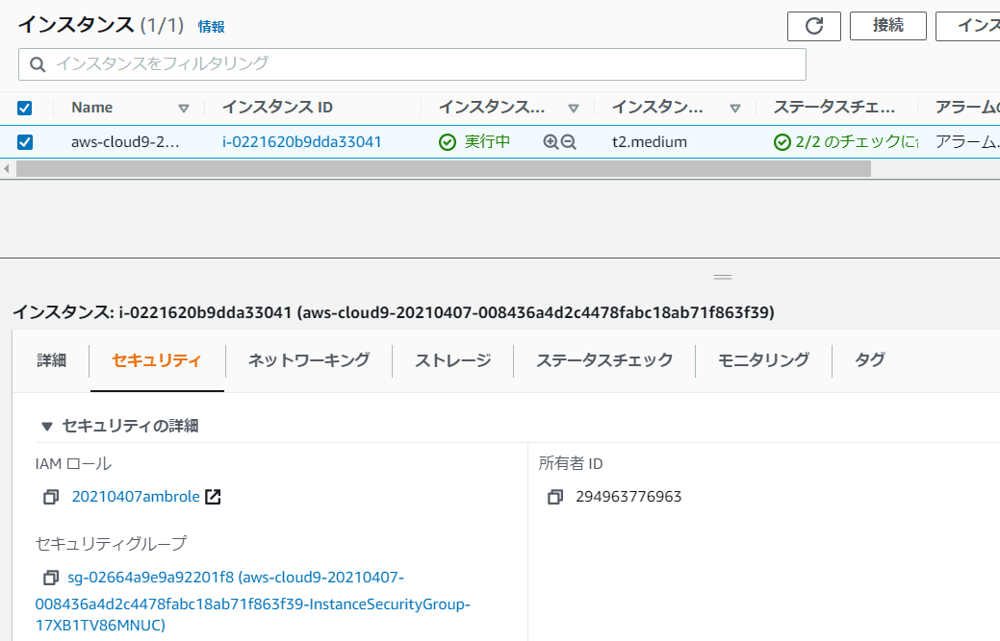 インスタンス (1/1) 情報
接続
インス
インスタンスをフィルタリング
Name インスタンス ID インスタンス... インスタン... ステータスチェ... アラームの
aws-cloud9-2... i-0221620b9dda33041 実行中 t2.medium 2/2 のチェックに合 アラーム.
インスタンス: i-0221620b9dda33041 (aws-cloud9-20210407-008436a4d2c4478fabc18ab71f863f39)
詳細 セキュリティ ネットワーキング ストレージ ステータスチェック モニタリング タグ
▼ セキュリティの詳細
IAM ロール
20210407ambrole
所有者 ID
294963776963
セキュリティグループ
sg-02664a9e9a92201f8 (aws-cloud9-20210407-
008436a4d2c4478fabc18ab71f863f39-InstanceSecurityGroup-
17XB1TV86MNUC)